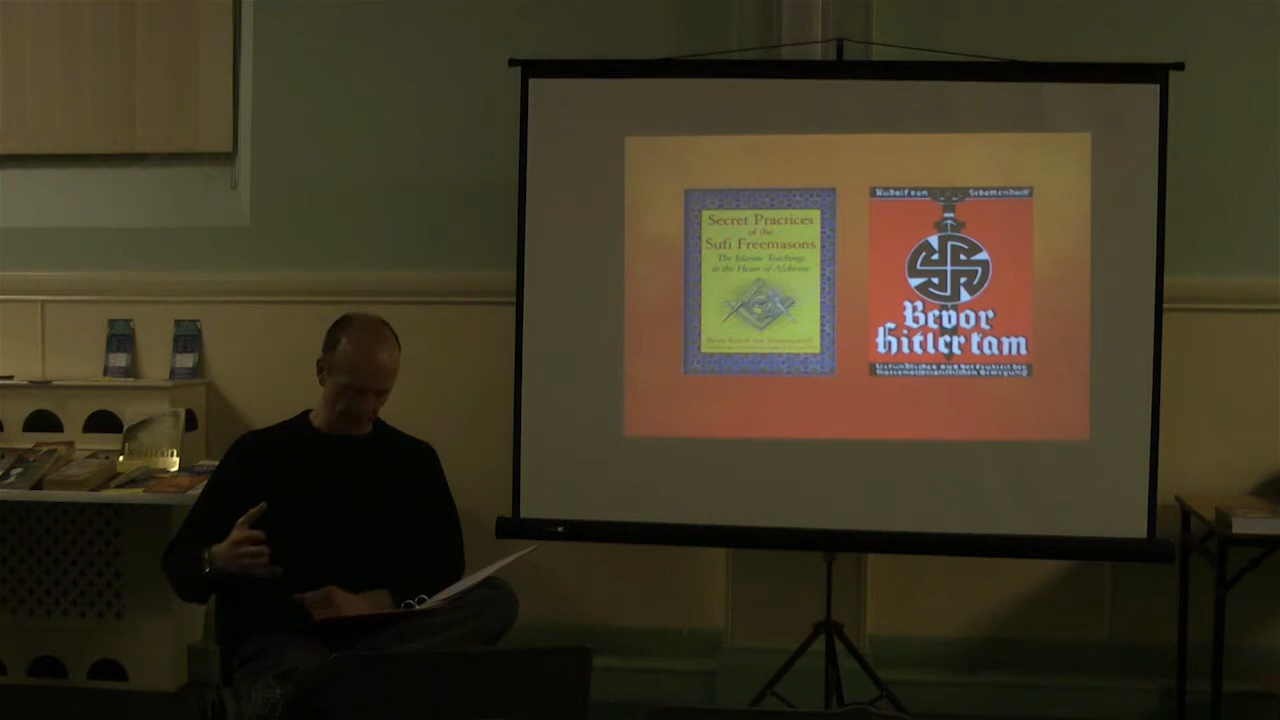 Secret Practices
of the
Sufi Freemasons
The Islamic Teachings
at the Heart of Alchemy
Rudolf von Sebottendorff
Bevor
Hitler kam